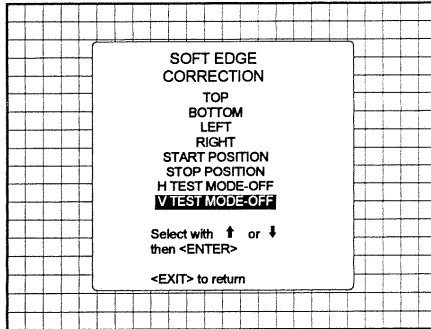 SOFT EDGE
CORRECTION
TOP
BOTTOM
LEFT
RIGHT
START POSITION
STOP POSITION
H TEST MODE-OFF
V TEST MODE-OFF
Select with ⬆ or ⬇
then <ENTER>
<EXIT> to return